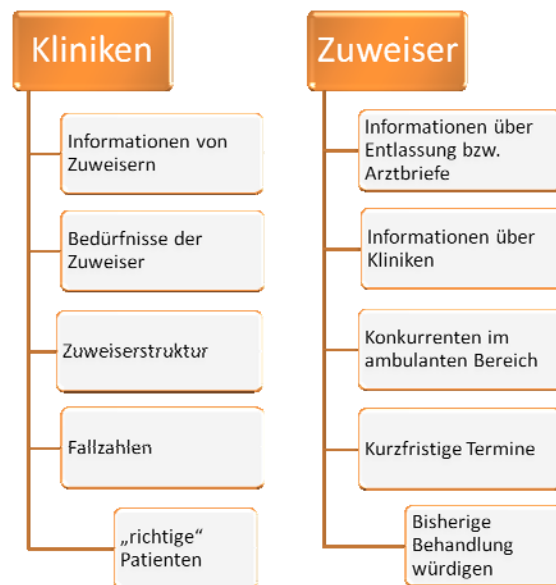 Kliniken
Informationen von
Zuweisern
Bedürfnisse der
Zuweiser
Zuweiserstruktur
Fallzahlen
„richtige“
Patienten
Zuweiser
Informationen über
Entlassung bzw.
Arztbriefe
Informationen über
Kliniken
Konkurrenten im
ambulanten Bereich
Kurzfristige Termine
Bisherige
Behandlung
würdigen